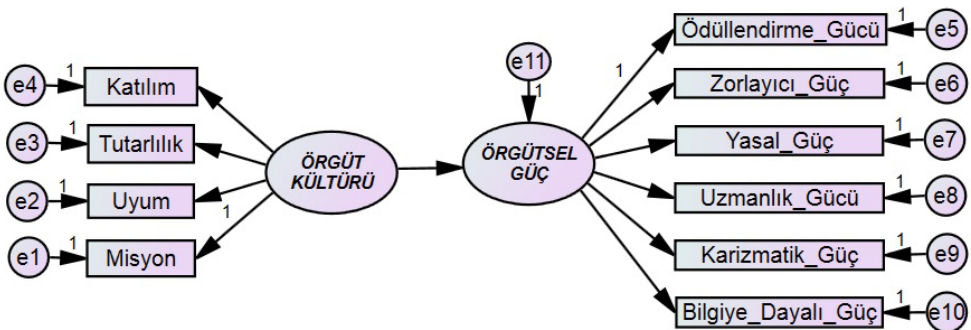 e4
1
Katılım
e3
1
Tutarlılık
e2
1
Uyum
e1
1
Misyon
1
ÖRGÜT
KÜLTÜRÜ
e11
1
ÖRGÜTSEL
GÜÇ
1
Ödüllendirme_Gücü
1
e5
Zorlayıcı_Güç
1
e6
Yasal_Güç
1
e7
Uzmanlık_Gücü
1
e8
Karizmatik_Güç
1
e9
Bilgiye_Dayalı_Güç
1
e10